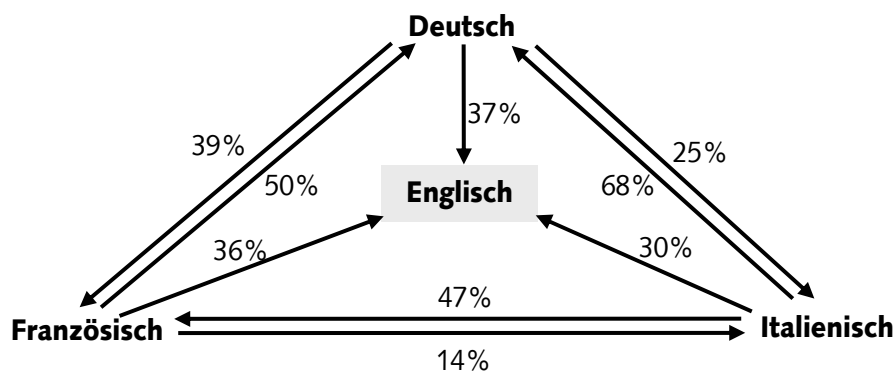 Deutsch
37%
39%
25%
50%
68%
Englisch
36%
30%
47%
Französisch
Italienisch
14%